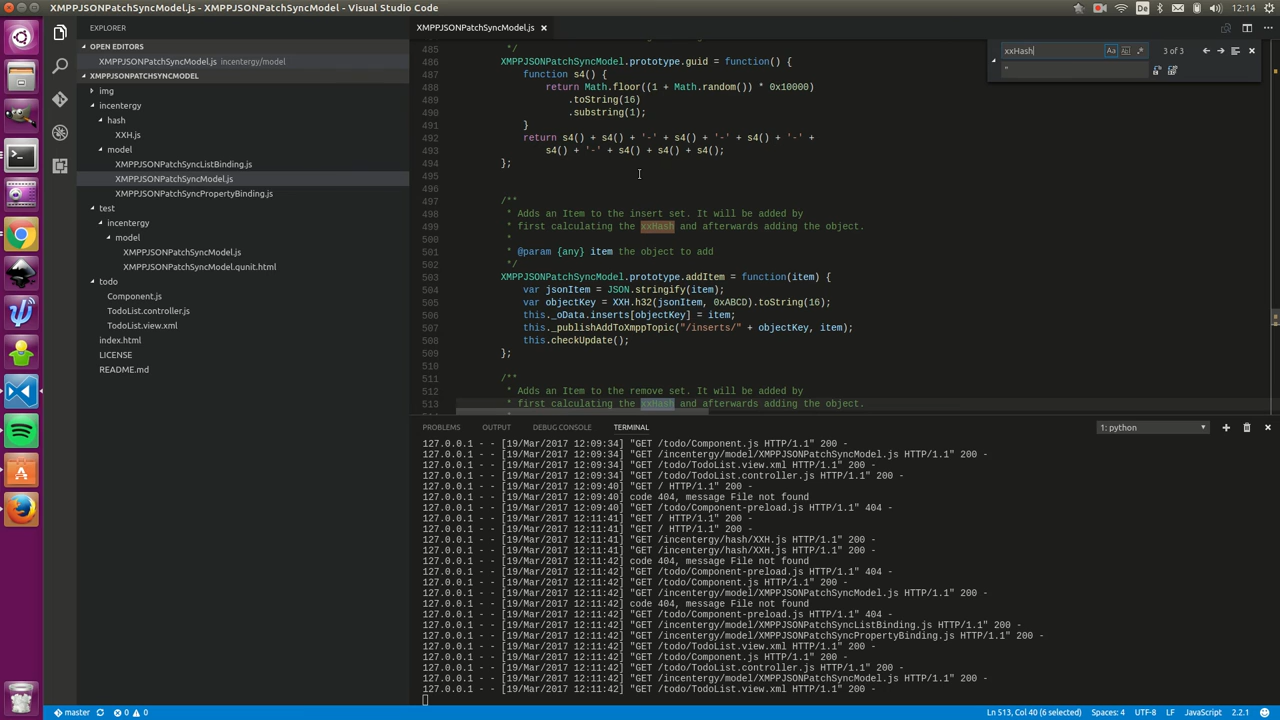 XMPPJSONPatchSyncModel.js - XMPPJSONPatchSyncModel - Visual Studio Code
De
12:14
EXPLORER
OPEN EDITORS
XMPPJSONPatchSyncModel.js incentergy/model
XMPPJSONPATCHSYNCMODEL
img
incentergy
hash
XXH.js
model
XMPPJSONPatchSyncListBinding.js
XMPPJSONPatchSyncModel.js
XMPPJSONPatchSyncPropertyBinding.js
test
incentergy
model
XMPPJSONPatchSyncModel.js
XMPPJSONPatchSyncModel.qunit.html
todo
Component.js
TodoList.controller.js
TodoList.view.xml
index.html
LICENSE
README.md
XMPPJSONPatchSyncModel.js
xxHash
Aa
3 of 3
"
485 */
486 XMPPJSONPatchSyncModel.prototype.guid = function() {
487 function s4() {
488 return Math.floor((1 + Math.random()) * 0x10000)
489 .toString(16)
490 .substring(1);
491 }
492 return s4() + s4() + '-' + s4() + '-' + s4() + '-' +
493 s4() + '-' + s4() + s4() + s4();
494 };
495
496
497 /**
498 * Adds an Item to the insert set. It will be added by
499 * first calculating the xxHash and afterwards adding the object.
500 *
501 * @param {any} item the object to add
502 */
503 XMPPJSONPatchSyncModel.prototype.addItem = function(item) {
504 var jsonItem = JSON.stringify(item);
505 var objectKey = XXH.h32(jsonItem, 0xABCD).toString(16);
506 this._oData.inserts[objectKey] = item;
507 this._publishAddToXmppTopic("/inserts/" + objectKey, item);
508 this.checkUpdate();
509 };
510
511 /**
512 * Adds an Item to the remove set. It will be added by
513 * first calculating the xxHash and afterwards adding the object.
PROBLEMS OUTPUT DEBUG CONSOLE TERMINAL
1: python
127.0.0.1 - - [19/Mar/2017 12:09:34] "GET /todo/Component.js HTTP/1.1" 200 -
127.0.0.1 - - [19/Mar/2017 12:09:34] "GET /incentergy/model/XMPPJSONPatchSyncModel.js HTTP/1.1" 200 -
127.0.0.1 - - [19/Mar/2017 12:09:34] "GET /todo/TodoList.view.xml HTTP/1.1" 200 -
127.0.0.1 - - [19/Mar/2017 12:09:34] "GET /todo/TodoList.controller.js HTTP/1.1" 200 -
127.0.0.1 - - [19/Mar/2017 12:09:40] "GET / HTTP/1.1" 200 -
127.0.0.1 - - [19/Mar/2017 12:09:40] code 404, message File not found
127.0.0.1 - - [19/Mar/2017 12:09:40] "GET /todo/Component-preload.js HTTP/1.1" 404 -
127.0.0.1 - - [19/Mar/2017 12:11:41] "GET / HTTP/1.1" 200 -
127.0.0.1 - - [19/Mar/2017 12:11:41] "GET / HTTP/1.1" 200 -
127.0.0.1 - - [19/Mar/2017 12:11:41] "GET /incentergy/hash/XXH.js HTTP/1.1" 200 -
127.0.0.1 - - [19/Mar/2017 12:11:41] "GET /incentergy/hash/XXH.js HTTP/1.1" 200 -
127.0.0.1 - - [19/Mar/2017 12:11:42] code 404, message File not found
127.0.0.1 - - [19/Mar/2017 12:11:42] "GET /todo/Component-preload.js HTTP/1.1" 404 -
127.0.0.1 - - [19/Mar/2017 12:11:42] "GET /todo/Component.js HTTP/1.1" 200 -
127.0.0.1 - - [19/Mar/2017 12:11:42] "GET /incentergy/model/XMPPJSONPatchSyncModel.js HTTP/1.1" 200 -
127.0.0.1 - - [19/Mar/2017 12:11:42] code 404, message File not found
127.0.0.1 - - [19/Mar/2017 12:11:42] "GET /todo/Component-preload.js HTTP/1.1" 404 -
127.0.0.1 - - [19/Mar/2017 12:11:42] "GET /incentergy/model/XMPPJSONPatchSyncListBinding.js HTTP/1.1" 200 -
127.0.0.1 - - [19/Mar/2017 12:11:42] "GET /incentergy/model/XMPPJSONPatchSyncPropertyBinding.js HTTP/1.1" 200 -
127.0.0.1 - - [19/Mar/2017 12:11:42] "GET /todo/TodoList.view.xml HTTP/1.1" 200 -
127.0.0.1 - - [19/Mar/2017 12:11:42] "GET /todo/Component.js HTTP/1.1" 200 -
127.0.0.1 - - [19/Mar/2017 12:11:42] "GET /todo/TodoList.controller.js HTTP/1.1" 200 -
127.0.0.1 - - [19/Mar/2017 12:11:42] "GET /incentergy/model/XMPPJSONPatchSyncModel.js HTTP/1.1" 200 -
127.0.0.1 - - [19/Mar/2017 12:11:42] "GET /todo/TodoList.view.xml HTTP/1.1" 200 -
master 0 0
Ln 513, Col 40 (6 selected) Spaces: 4 UTF-8 LF JavaScript 2.2.1